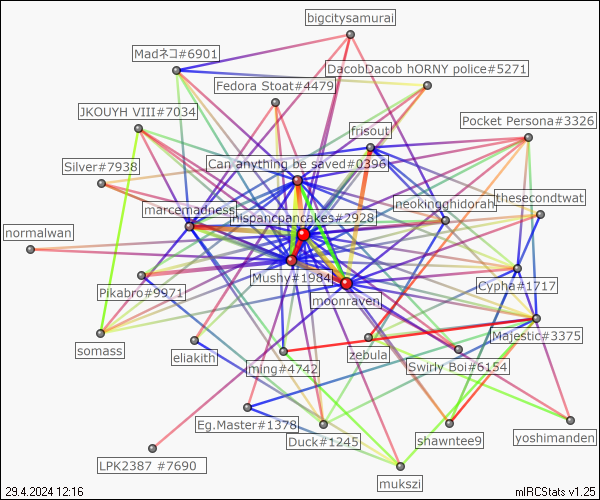 bigcitysamurai
Madネコ#6901
DacobDacob hORNY police#5271
Fedora Stoat#4479
JKOUYH VIII#7034
Pocket Persona#3326
frisout
Can anything be saved#0396
Silver#7938
neokingghidorah
thesecondtwat
marcemadness
hispancpancakes#2928
normalwan
Mushy#1984
Cypha#1717
Pikabro#9971
moonraven
Majestic#3375
somass
eliakith
zebula
ming#4742
Swirly Boi#6154
Eg.Master#1378
Duck#1245
shawntee9
yoshimanden
LPK2387 #7690
mukszi
29.4.2024 12:16
mIRCStats v1.25